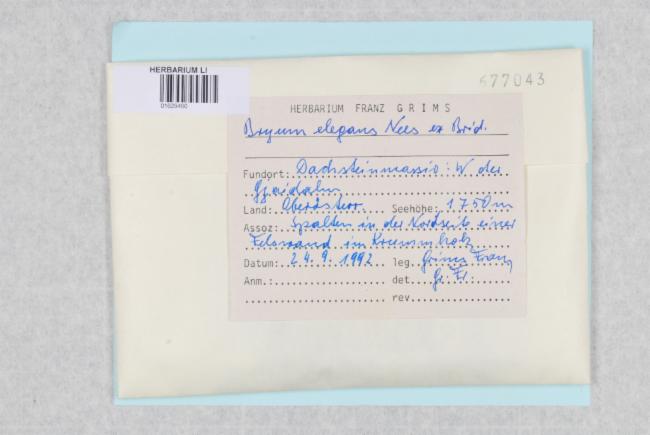 HERBARIUM LI
677043
HERBARIUM FRANZ GRIMS
Bryum elegans Nees ex Brid.
Fundort: Dachsteinmassiv: W der
Gjaidalm
Land: Oberösterr. Seehöhe: 1750m
Assoz: Spalten in der Nordseite einer
Felswand im Krummholz
Datum: 24.9.1992 leg. Grims Franz
Anm.: det. Gr. Fr.
rev.